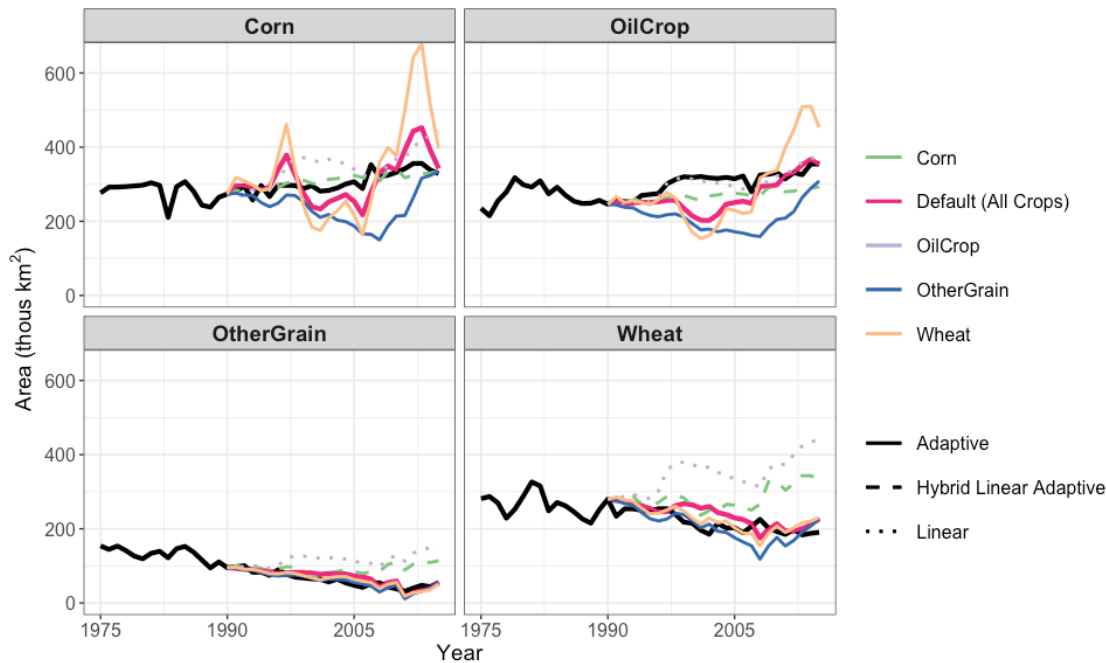 Corn
OilCrop
600
400
200
0
OtherGrain
Wheat
600
400
200
0
1975
1990
2005
1975
1990
2005
Year
Area (thous km²)
Corn
Default (All Crops)
OilCrop
OtherGrain
Wheat
Adaptive
Hybrid Linear Adaptive
Linear